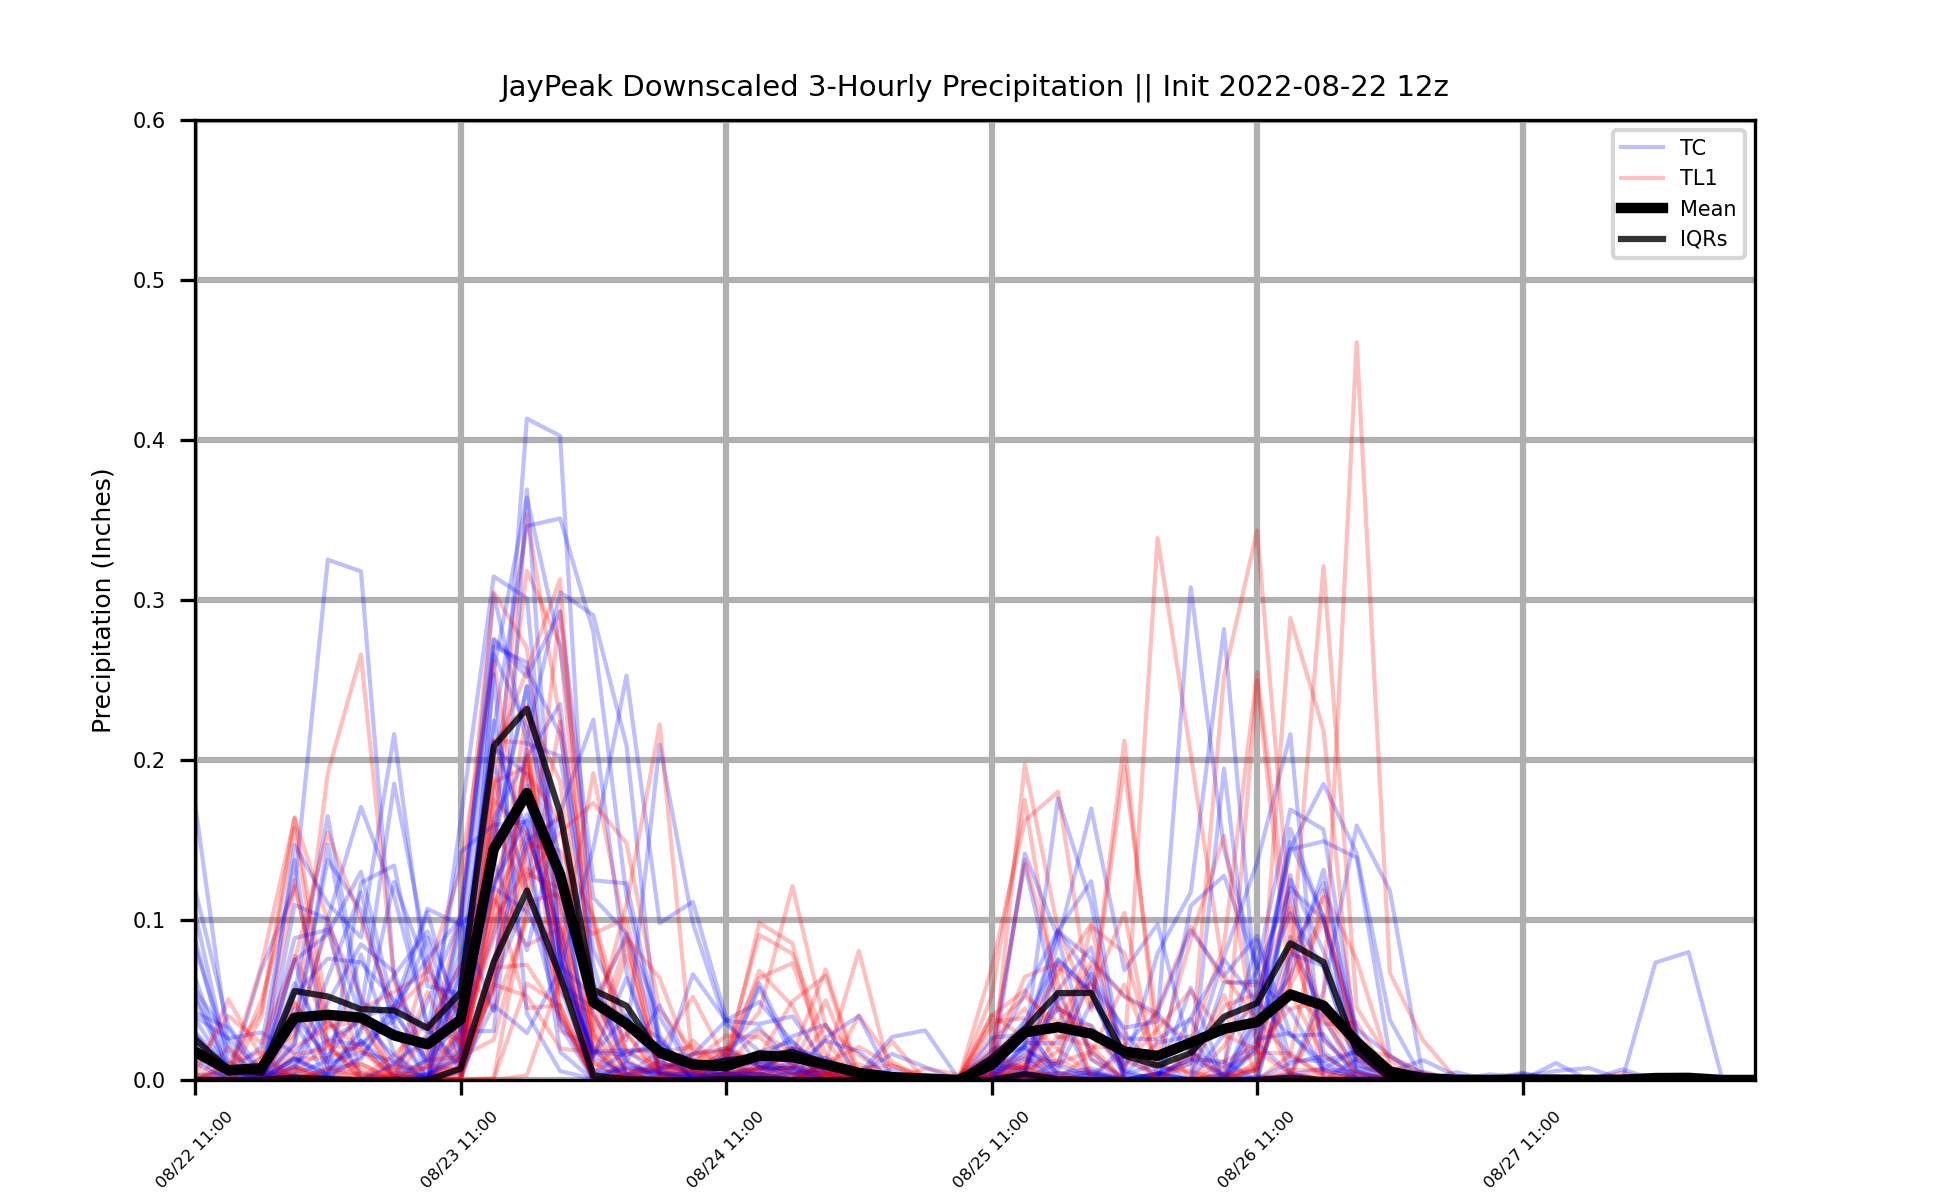 JayPeak Downscaled 3-Hourly Precipitation || Init 2022-08-22 12z
Precipitation (Inches)
0.6
0.5
0.4
0.3
0.2
0.1
0.0
TC
TL1
Mean
IQRs
08/22 11:00
08/23 11:00
08/24 11:00
08/25 11:00
08/26 11:00
08/27 11:00